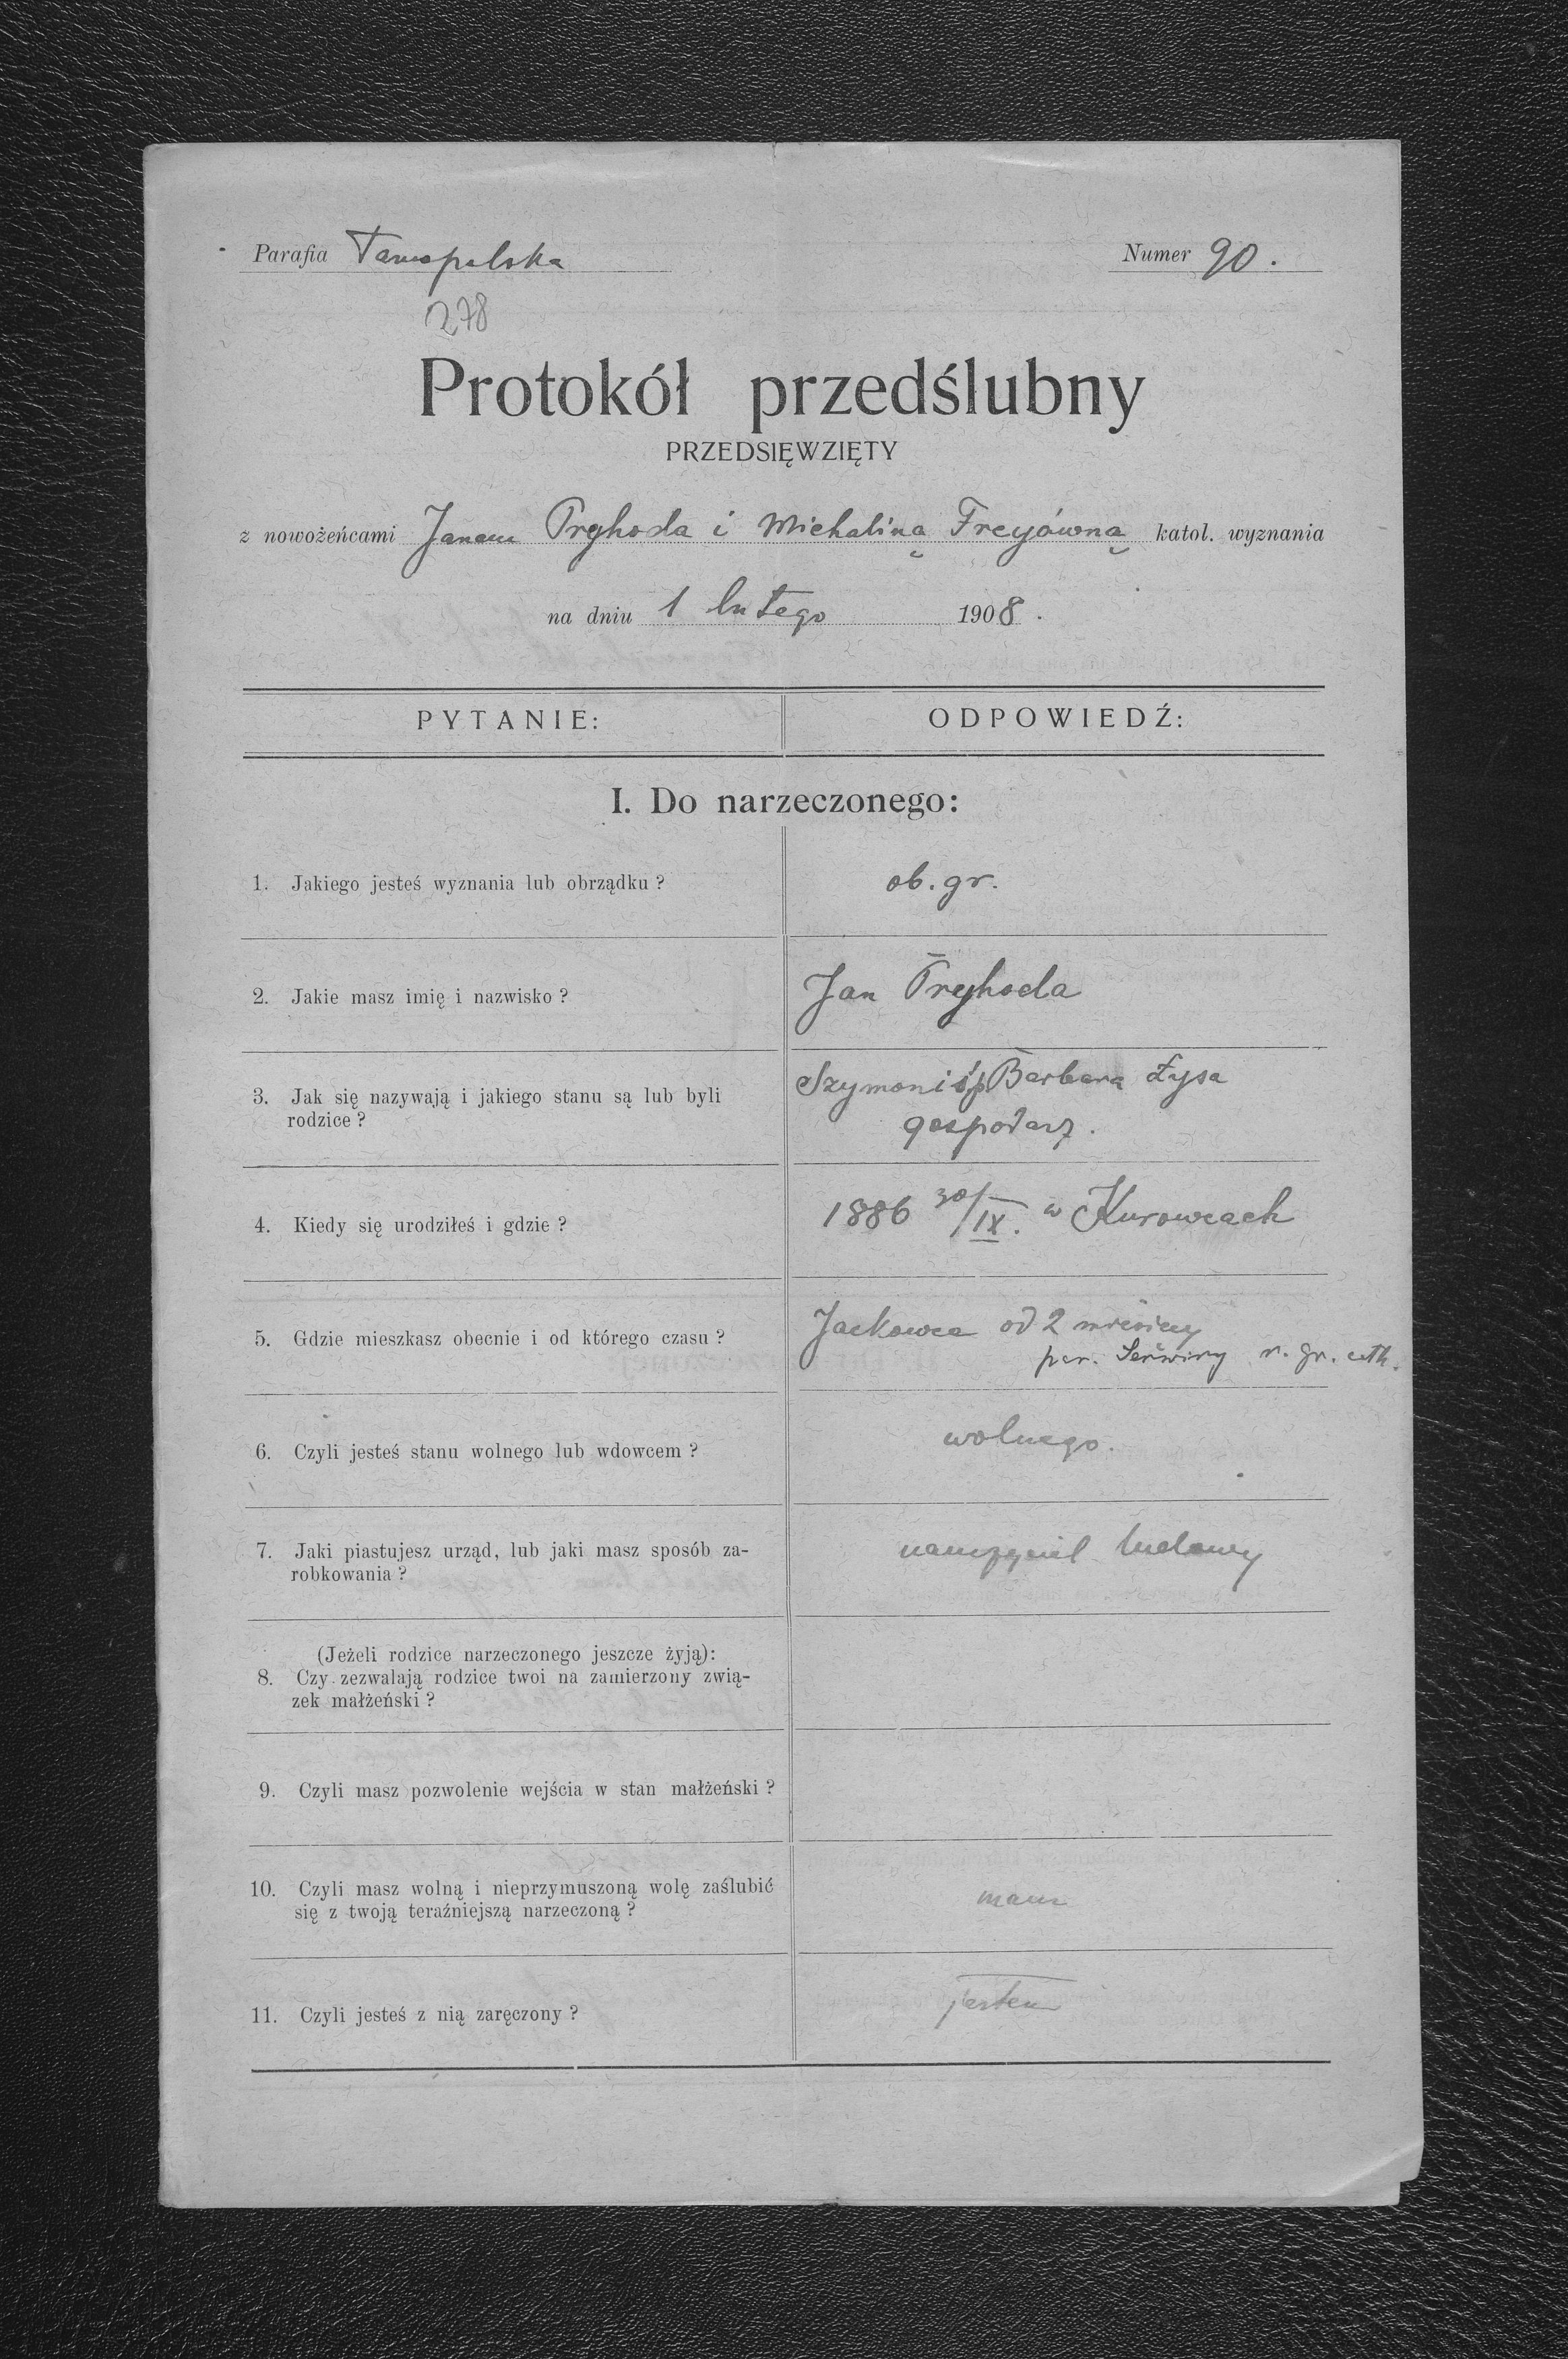 Parafia Tarnopolska Numer 90.
278
Protokół przedślubny
PRZEDSIĘWZIĘTY
z nowożeńcami Janem Pryhoda i Michaliną Freyówną katol. wyznania
na dniu 1 lutego 1908.
PYTANIE: ODPOWIEDŹ:
I. Do narzeczonego:
1. Jakiego jesteś wyznania lub obrządku? ob. gr.
2. Jakie masz imię i nazwisko? Jan Pryhoda
3. Jak się nazywają i jakiego stanu są lub byli Szymon i śp Barbara Łysa
rodzice? gospodarz.
4. Kiedy się urodziłeś i gdzie? 1886 30/IX. w Kurowcach
5. Gdzie mieszkasz obecnie i od którego czasu? Jackowce od 2 miesięcy
par. r. gr. cath.
6. Czyli jesteś stanu wolnego lub wdowcem? wolnego.
7. Jaki piastujesz urząd, lub jaki masz sposób za- nauczyciel ludowy
robkowania?
(Jeżeli rodzice narzeczonego jeszcze żyją):
8. Czy zezwalają rodzice twoi na zamierzony zwią-
zek małżeński?
9. Czyli masz pozwolenie wejścia w stan małżeński?
10. Czyli masz wolną i nieprzymuszoną wolę zaślubić mam
się z twoją teraźniejszą narzeczoną?
11. Czyli jesteś z nią zaręczony? jestem